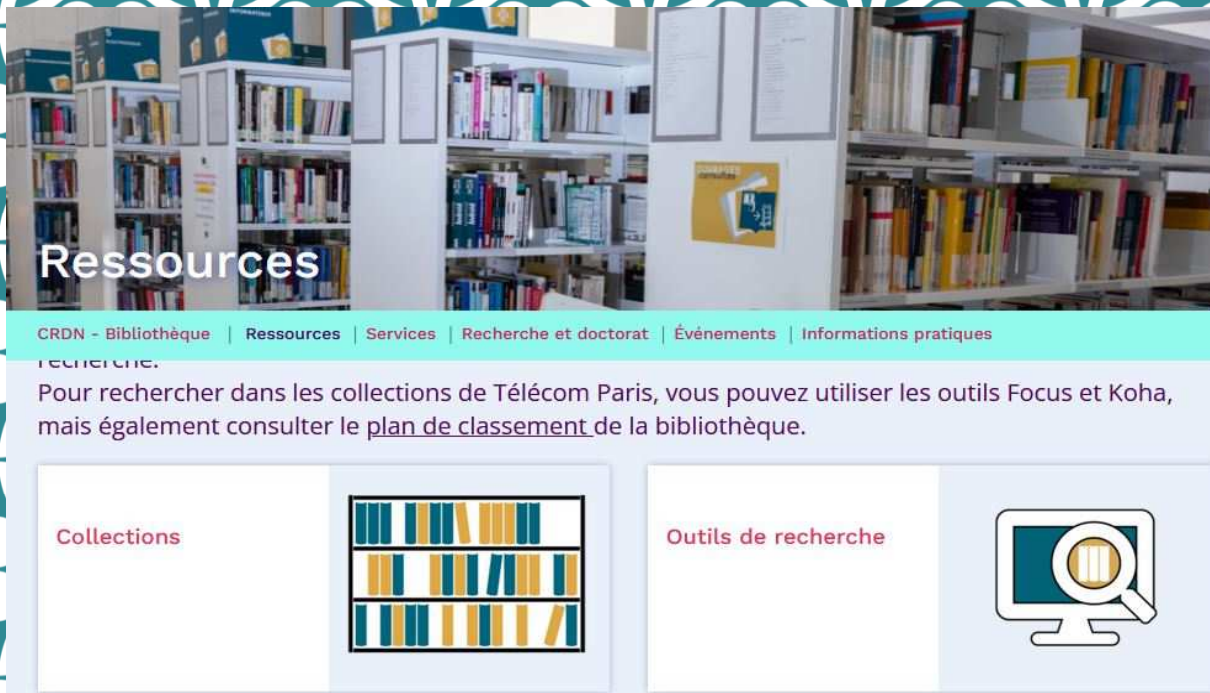 Ressources
CRDN - Bibliothèque | Ressources | Services | Recherche et doctorat | Événements | Informations pratiques
recherche.
Pour rechercher dans les collections de Télécom Paris, vous pouvez utiliser les outils Focus et Koha,
mais également consulter le plan de classement de la bibliothèque.
Collections
Outils de recherche